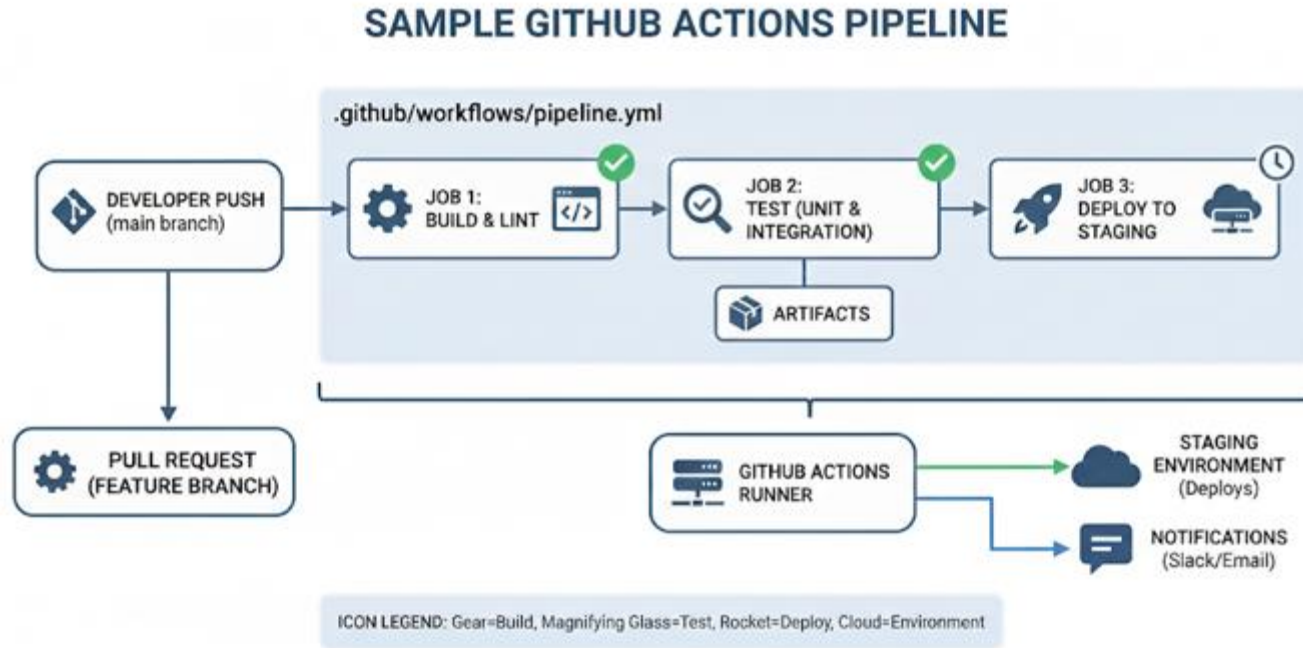 SAMPLE GITHUB ACTIONS PIPELINE
.github/workflows/pipeline.yml
DEVELOPER PUSH
(main branch)
JOB 1:
BUILD & LINT
</>
JOB 2:
TEST (UNIT &
INTEGRATION)
JOB 3:
DEPLOY TO
STAGING
ARTIFACTS
PULL REQUEST
(FEATURE BRANCH)
GITHUB ACTIONS
RUNNER
STAGING
ENVIRONMENT
(Deploys)
NOTIFICATIONS
(Slack/Email)
ICON LEGEND: Gear=Build, Magnifying Glass=Test, Rocket=Deploy, Cloud=Environment